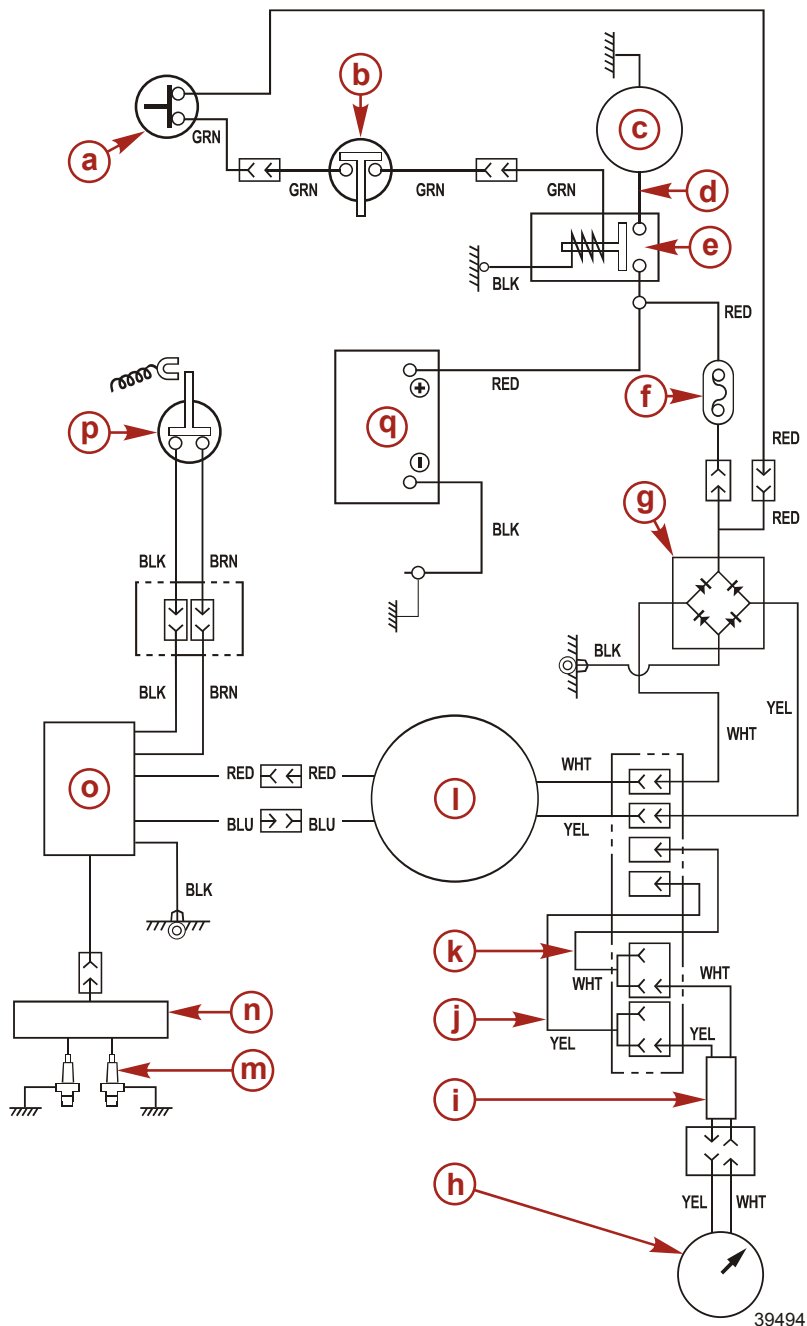 b
c
a
GRN
GRN
GRN
GRN
d
e
BLK
RED
RED
f
+
q
p
RED
−
g
RED
BLK
BLK
BRN
BLK
YEL
BLK
BRN
WHT
o
RED
RED
l
WHT
BLU
BLU
YEL
BLK
k
WHT
WHT
n
j
YEL
YEL
m
i
h
YEL
WHT
39494